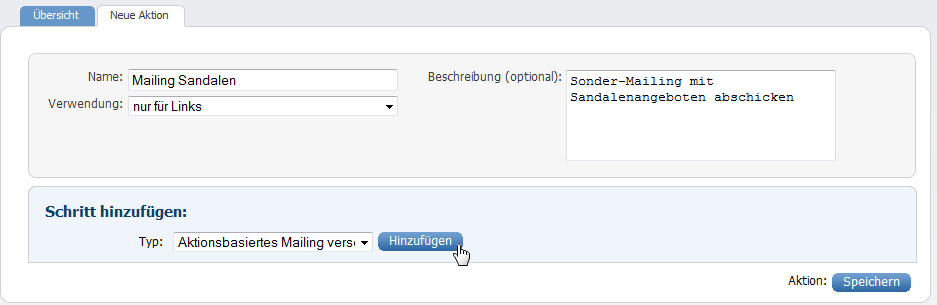 Übersicht
Neue Aktion
Name: Mailing Sandalen
Verwendung: nur für Links
Beschreibung (optional): Sonder-Mailing mit
Sandalenangeboten abschicken
Schritt hinzufügen:
Typ: Aktionsbasiertes Mailing vers Hinzufügen
Aktion: Speichern